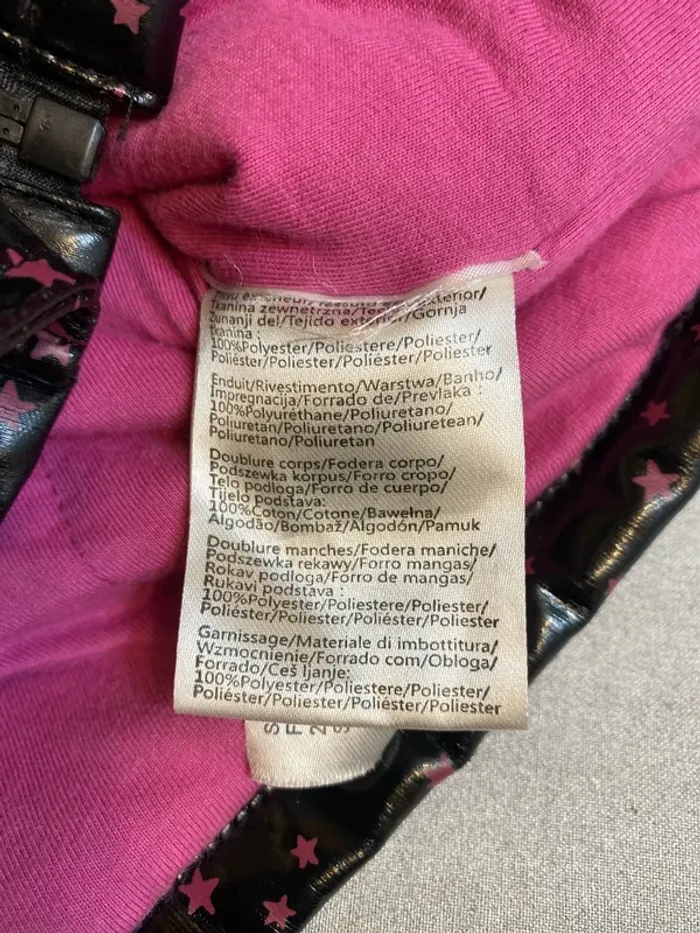 Tkanina zewnetrzna/Tes exterior/
Zunanji del/Tejido exterior/Gornja
tkanina :
100%Polyester/Poliestere/Poliester/
Poliéster/Poliester/Poliéster/Poliester
Enduit/Rivestimento/Warstwa/Banho/
Impregnacija/Forrado de/Prevlaka :
100%Polyuréthane/Poliuretano/
Poliuretan/Poliuretano/Poliuretean/
Poliuretano/Poliuretan
Doublure corps/Fodera corpo/
Podszewka korpus/Forro cropo/
Telo podloga/Forro de cuerpo/
Tijelo podstava:
100%Coton/Cotone/Bawełna/
Algodão/Bombaž/Algodón/Pamuk
Doublure manches/Fodera maniche/
Podszewka rekawy/Forro mangas/
Rokav podloga/Forro de mangas/
Rukavi podstava :
100%Polyester/Poliestere/Poliester/
Poliéster/Poliester/Poliéster/Poliester
Garnissage/Materiale di imbottitura/
Wzmocnienie/Forrado com/Obloga/
Forrado/Ceš ljanje:
100%Polyester/Poliestere/Poliester/
Poliéster/Poliester/Poliéster/Poliester